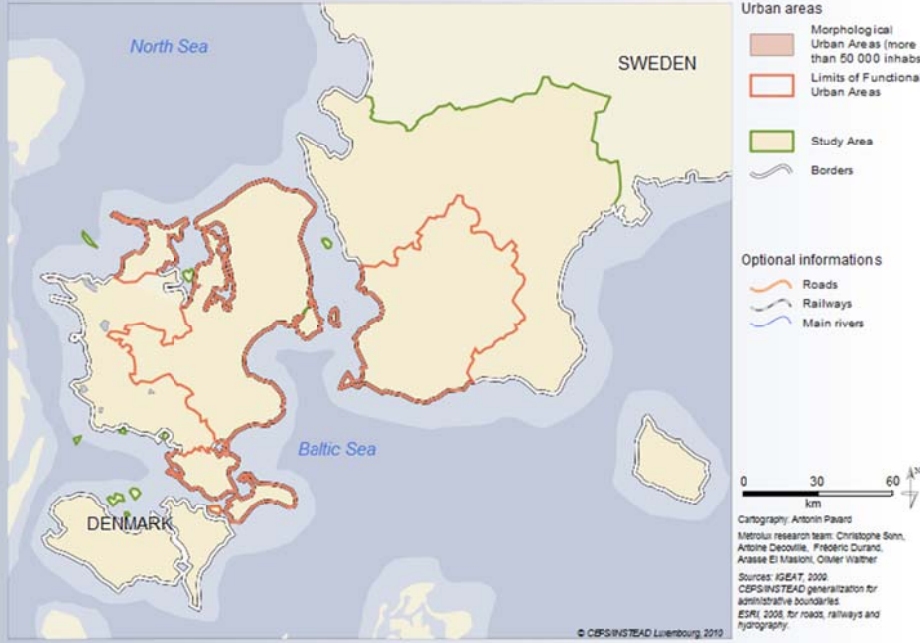 North Sea
SWEDEN
Baltic Sea
DENMARK
© CEPS/INSTEAD Luxembourg, 2010
Urban areas
Morphological
Urban Areas (more
than 50 000 inhabs
Limits of Functiona
Urban Areas
Study Area
Borders
Optional informations
Roads
Railways
Main rivers
0 30 60
km
N
Cartography: Antonin Pavard
Metrolux research team: Christophe Sohn,
Antoine Decoville, Frédéric Durand,
Anasse El Maslohi, Olivier Walther
Sources: IGEAT, 2009.
CEPS/INSTEAD generalization for
administrative boundaries.
ESRI, 2008, for roads, railways and
hydrography.